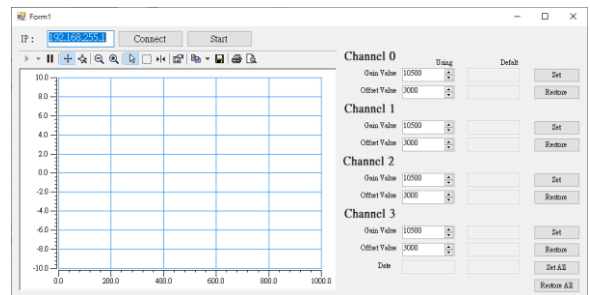 Form1
IP : 192.168.255.1 Connect Start
Channel 0
Using Defalt
Gain Value 10500 Set
Offset Value 3000 Restore
Channel 1
Gain Value 10500 Set
Offset Value 3000 Restore
Channel 2
Gain Value 10500 Set
Offset Value 3000 Restore
Channel 3
Gain Value 10500 Set
Offset Value 3000 Restore
Date Set All
Restore All
10.0
8.0
6.0
4.0
2.0
0.0
-2.0
-4.0
-6.0
-8.0
-10.0
0.0 200.0 400.0 600.0 800.0 1000.0